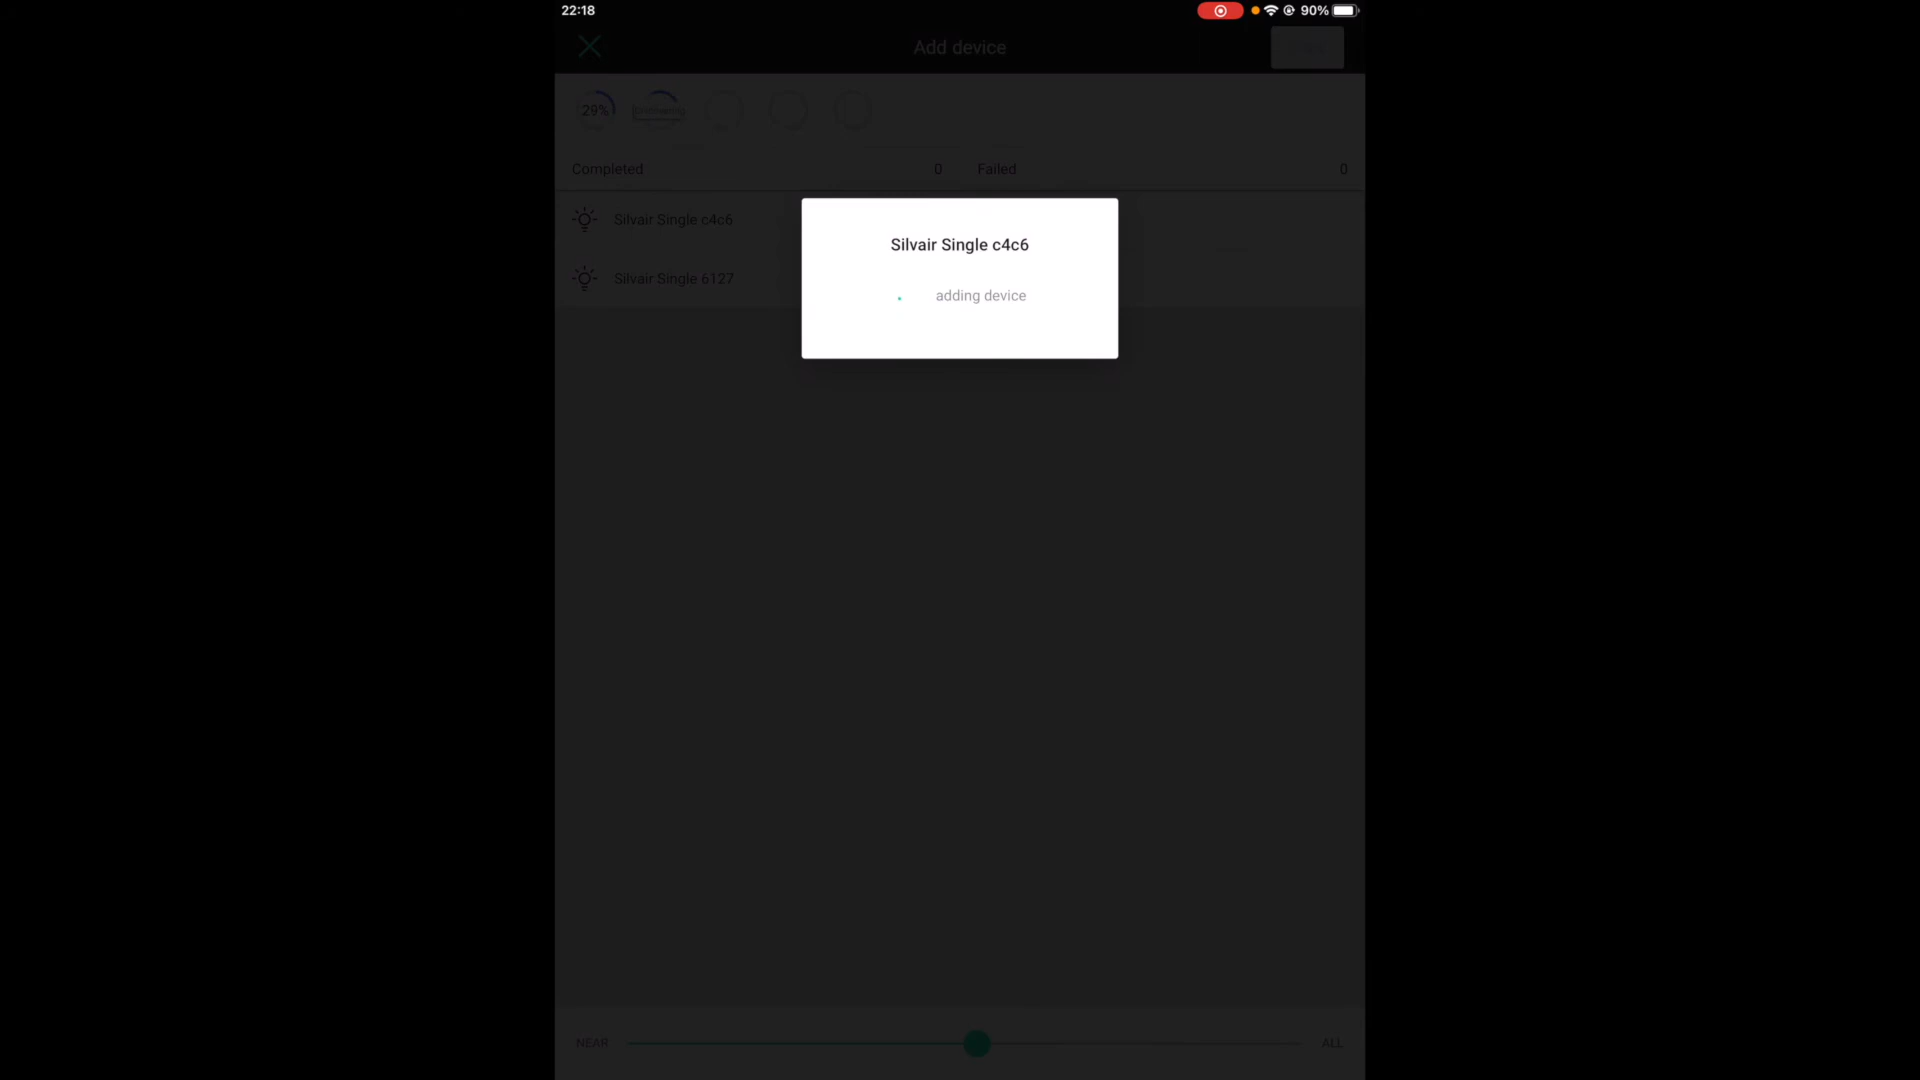 22:18
90%
Add device
29%
Completed 0 Failed 0
Silvair Single c4c6
Silvair Single 6127
Silvair Single c4c6
adding device
NEAR ALL